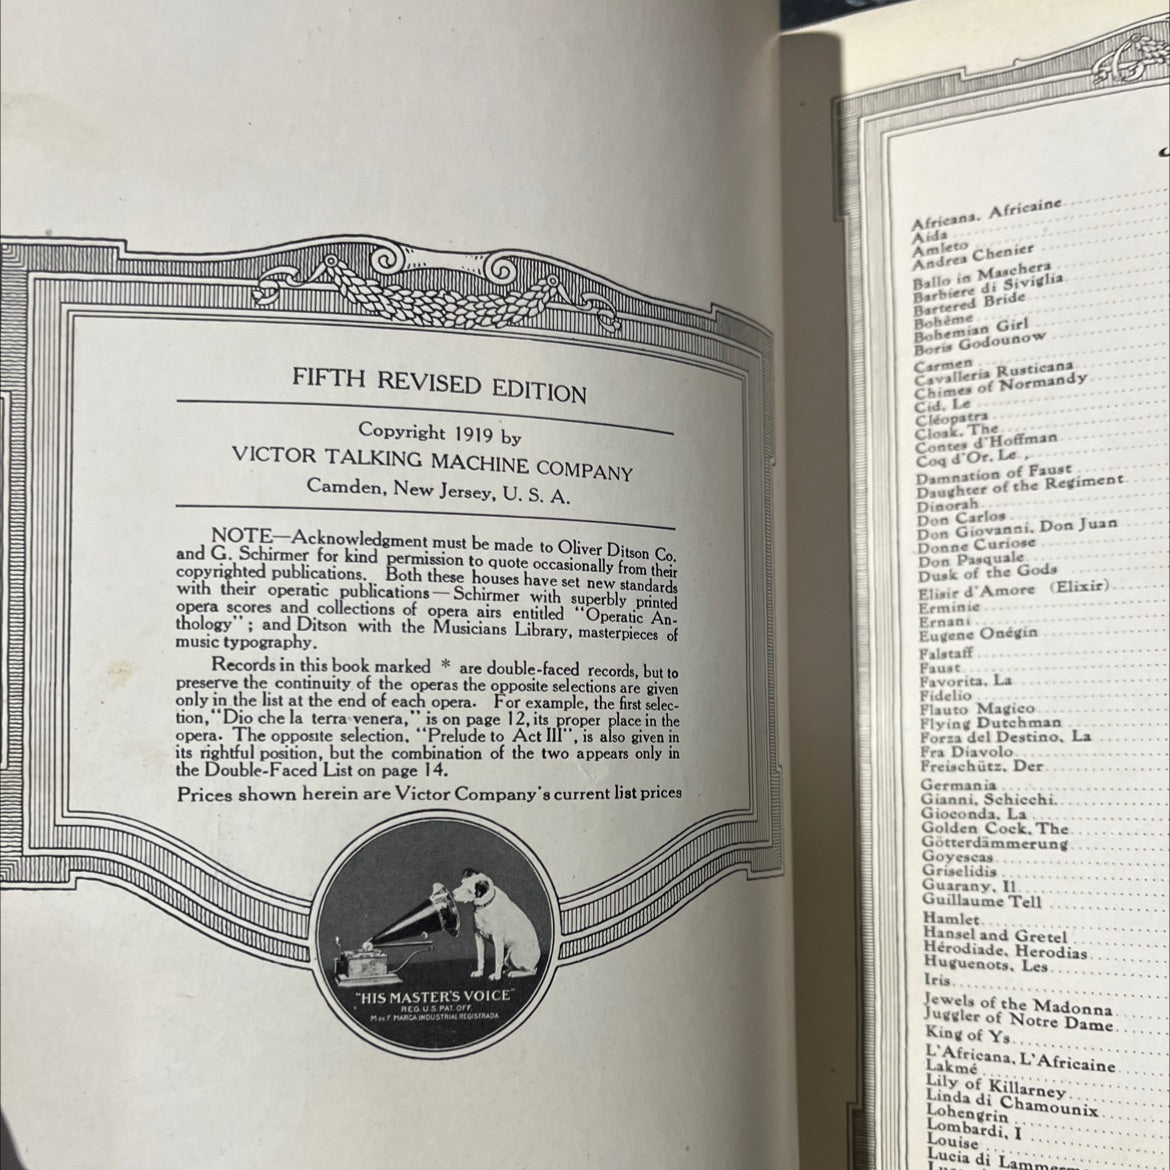 FIFTH REVISED EDITION
Copyright 1919 by
VICTOR TALKING MACHINE COMPANY
Camden, New Jersey, U. S. A.
NOTE—Acknowledgment must be made to Oliver Ditson Co.
and G. Schirmer for kind permission to quote occasionally from their
copyrighted publications. Both these houses have set new standards
with their operatic publications—Schirmer with superbly printed
opera scores and collections of opera airs entitled "Operatic An-
thology"; and Ditson with the Musicians Library, masterpieces of
music typography.
Records in this book marked * are double-faced records, but to
preserve the continuity of the operas the opposite selections are given
only in the list at the end of each opera. For example, the first selec-
tion, "Dio che la terra venera," is on page 12, its proper place in the
opera. The opposite selection, "Prelude to Act III", is also given in
its rightful position, but the combination of the two appears only in
the Double-Faced List on page 14.
Prices shown herein are Victor Company's current list prices
"HIS MASTER'S VOICE"
REG. U.S. PAT. OFF.
M DE F MARCA INDUSTRIAL REGISTRADA
Africana, Africaine
Aida
Amleto
Andrea Chenier
Ballo in Maschera
Barbiere di Siviglia
Bartered Bride
Bohême
Bohemian Girl
Boris Godounow
Carmen
Cavalleria Rusticana
Chimes of Normandy
Cid, Le
Cléopatra
Cloak, The
Contes d'Hoffman
Coq d'Or, Le
Damnation of Faust
Daughter of the Regiment
Dinorah
Don Carlos
Don Giovanni, Don Juan
Donne Curiose
Don Pasquale
Dusk of the Gods
Elisir d'Amore (Elixir)
Erminie
Ernani
Eugene Onégin
Falstaff
Faust
Favorita, La
Fidelio
Flauto Magico
Flying Dutchman
Forza del Destino, La
Fra Diavolo
Freischütz, Der
Germania
Gianni, Schicchi
Gioconda, La
Golden Cock, The
Götterdämmerung
Goyescas
Griselidis
Guarany, Il
Guillaume Tell
Hamlet
Hansel and Gretel
Hérodiade, Herodias
Huguenots, Les
Iris
Jewels of the Madonna
Juggler of Notre Dame
King of Ys
L'Africana, L'Africaine
Lakmé
Lily of Killarney
Linda di Chamounix
Lohengrin
Lombardi, I
Louise
Lucia di Lammerm